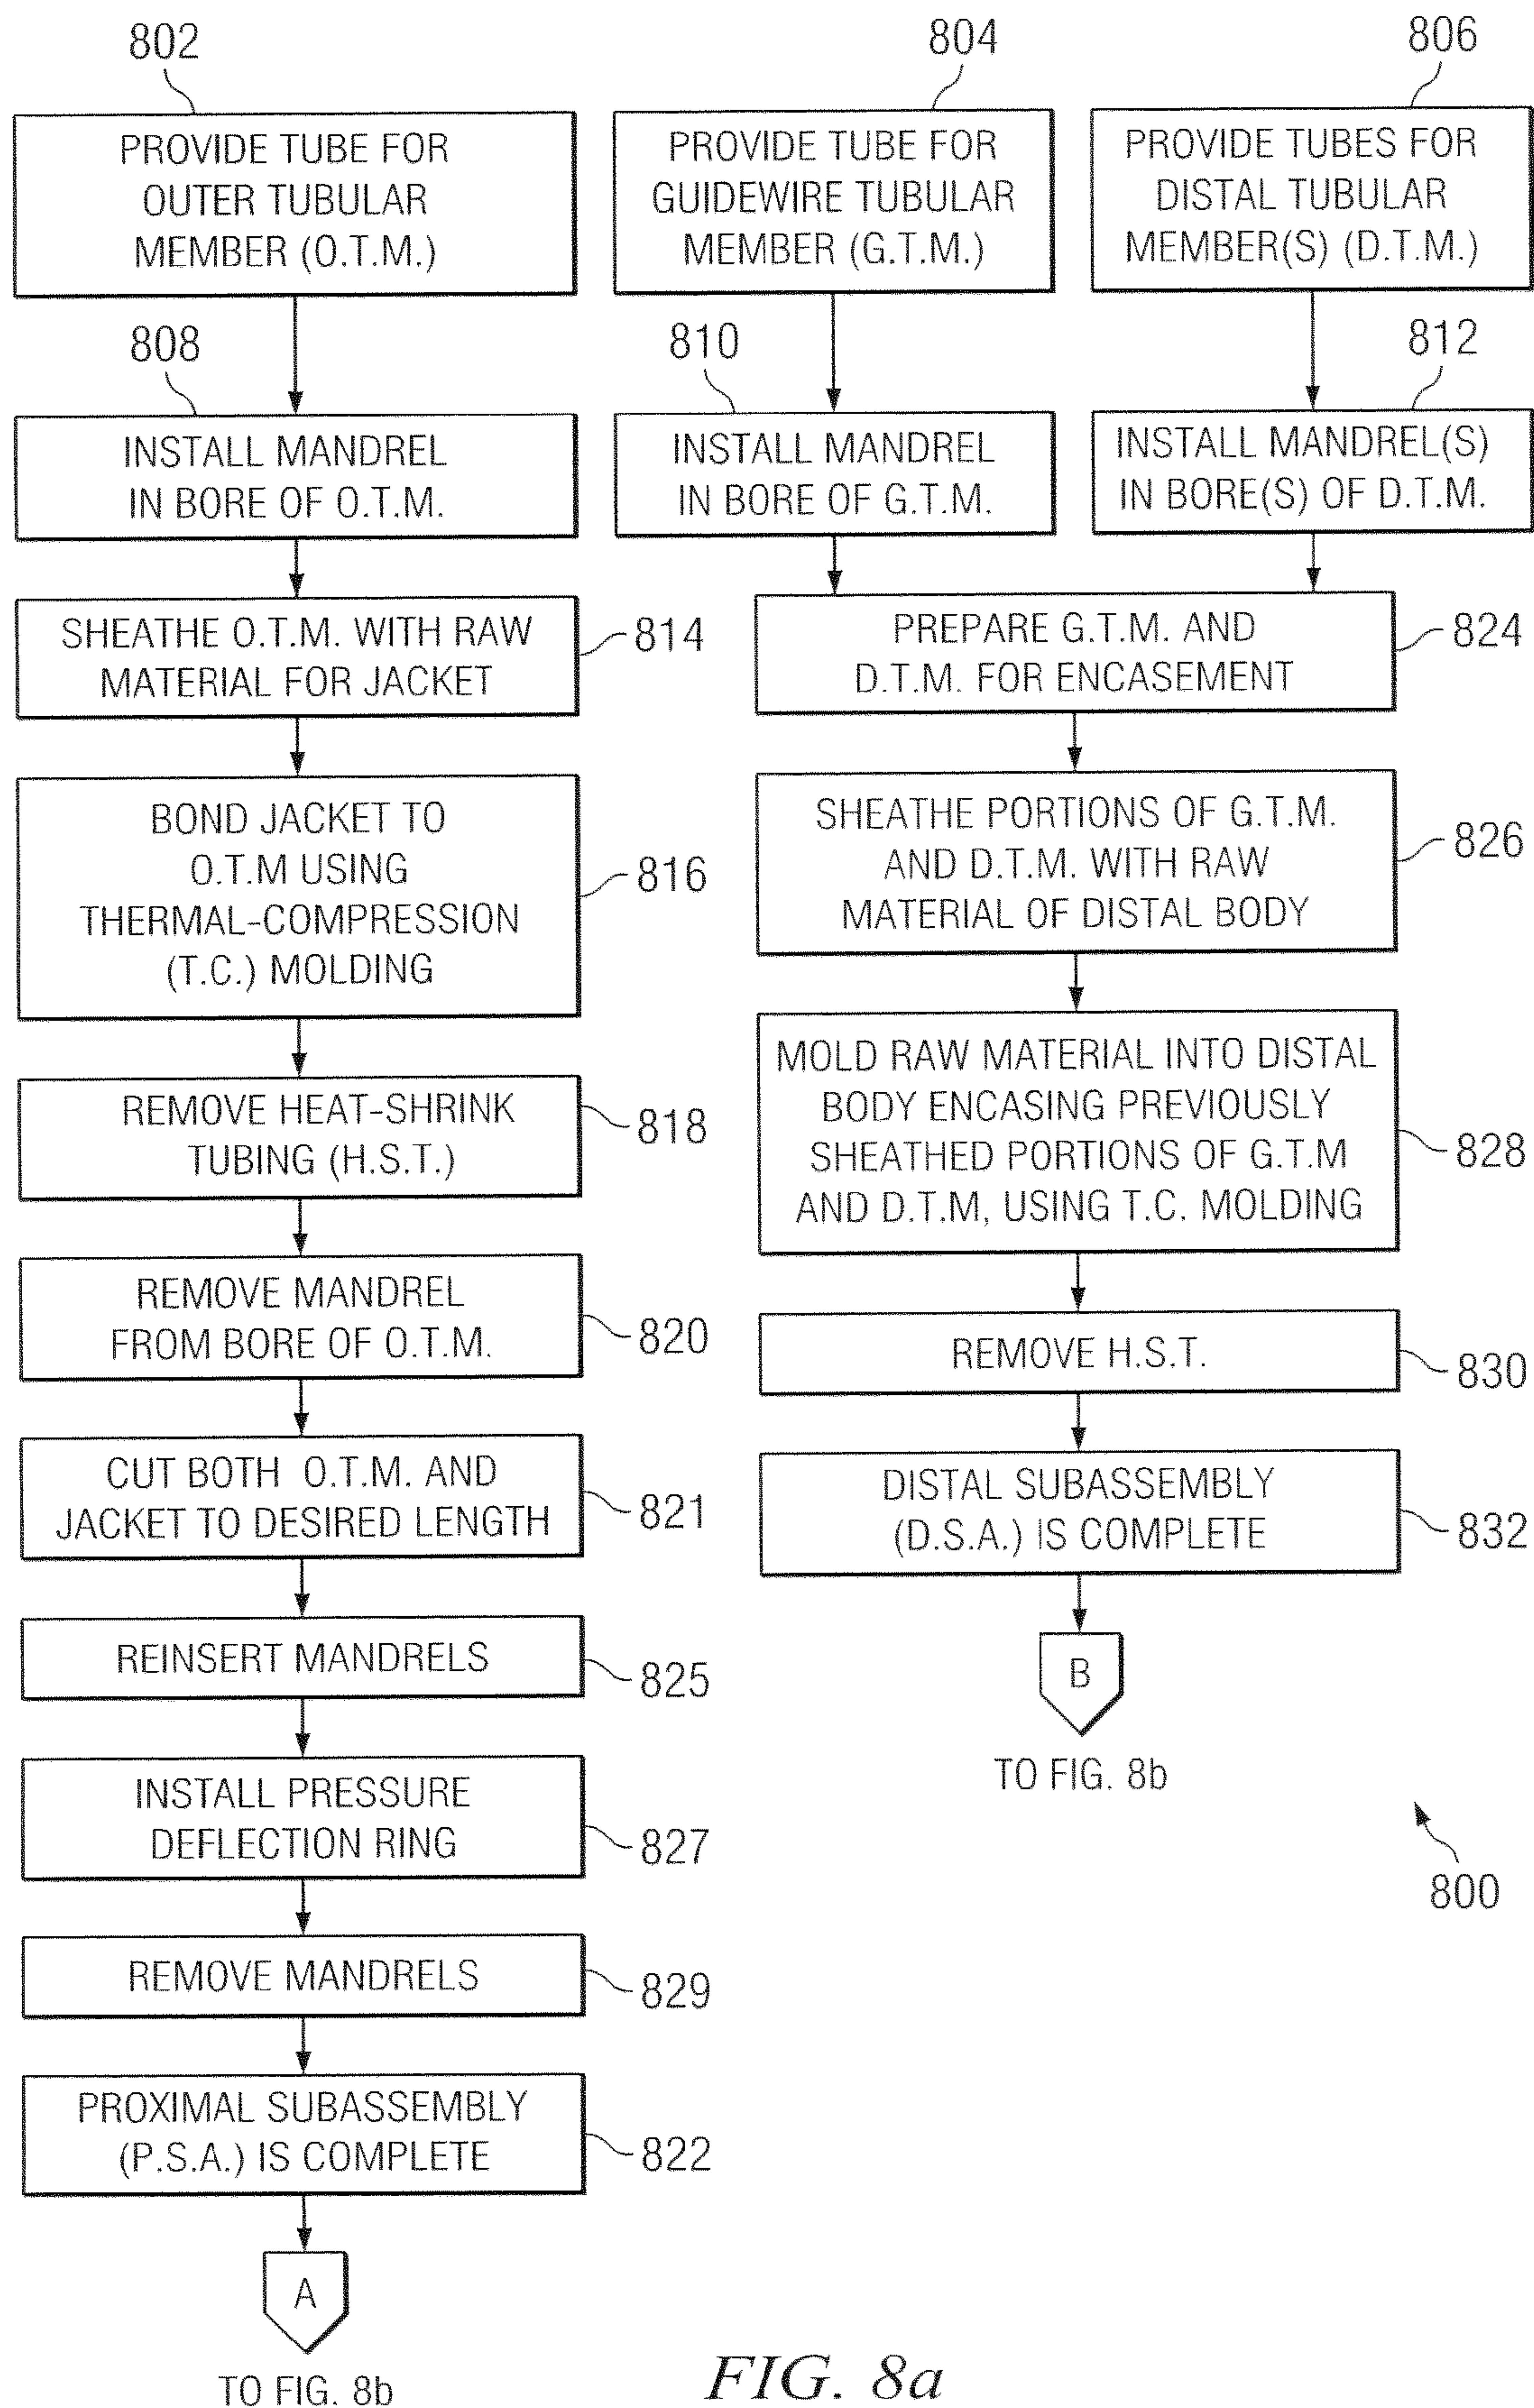 802
PROVIDE TUBE FOR
OUTER TUBULAR
MEMBER (O.T.M.)
808
INSTALL MANDREL
IN BORE OF O.T.M.
SHEATHE O.T.M. WITH RAW
MATERIAL FOR JACKET
814
BOND JACKET TO
O.T.M USING
THERMAL-COMPRESSION
(T.C.) MOLDING
816
REMOVE HEAT-SHRINK
TUBING (H.S.T.)
818
REMOVE MANDREL
FROM BORE OF O.T.M.
820
CUT BOTH O.T.M. AND
JACKET TO DESIRED LENGTH
821
REINSERT MANDRELS
825
INSTALL PRESSURE
DEFLECTION RING
827
REMOVE MANDRELS
829
PROXIMAL SUBASSEMBLY
(P.S.A.) IS COMPLETE
822
A
TO FIG. 8b
804
PROVIDE TUBE FOR
GUIDEWIRE TUBULAR
MEMBER (G.T.M.)
810
INSTALL MANDREL
IN BORE OF G.T.M.
806
PROVIDE TUBES FOR
DISTAL TUBULAR
MEMBER(S) (D.T.M.)
812
INSTALL MANDREL(S)
IN BORE(S) OF D.T.M.
PREPARE G.T.M. AND
D.T.M. FOR ENCASEMENT
824
SHEATHE PORTIONS OF G.T.M.
AND D.T.M. WITH RAW
MATERIAL OF DISTAL BODY
826
MOLD RAW MATERIAL INTO DISTAL
BODY ENCASING PREVIOUSLY
SHEATHED PORTIONS OF G.T.M
AND D.T.M, USING T.C. MOLDING
828
REMOVE H.S.T.
830
DISTAL SUBASSEMBLY
(D.S.A.) IS COMPLETE
832
B
TO FIG. 8b
800
FIG. 8a